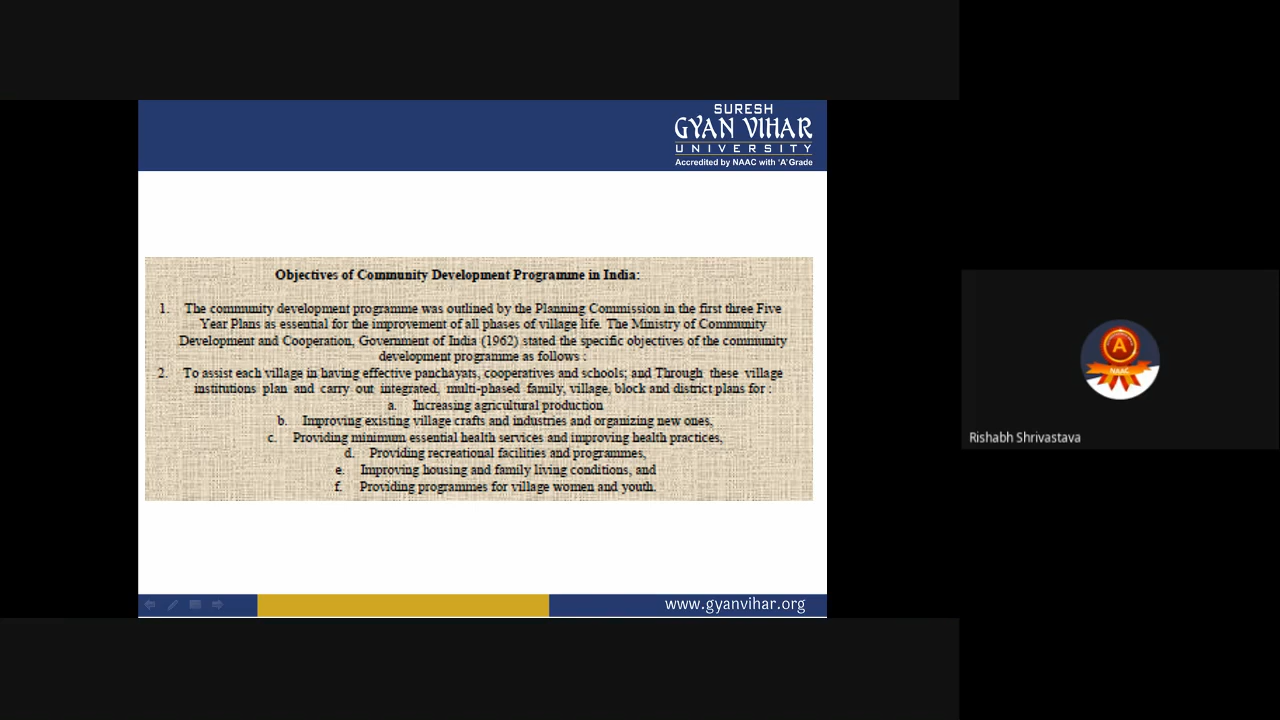 SURESH
GYAN VIHAR
UNIVERSITY
Accredited by NAAC with 'A' Grade
Objectives of Community Development Programme in India:
1. The community development programme was outlined by the Planning Commission in the first three Five
Year Plans as essential for the improvement of all phases of village life. The Ministry of Community
Development and Cooperation, Government of India (1962) stated the specific objectives of the community
development programme as follows :
2. To assist each village in having effective panchayats, cooperatives and schools; and Through these village
institutions plan and carry out integrated, multi-phased family, village, block and district plans for :
a. Increasing agricultural production
b. Improving existing village crafts and industries and organizing new ones,
c. Providing minimum essential health services and improving health practices,
d. Providing recreational facilities and programmes,
e. Improving housing and family living conditions, and
f. Providing programmes for village women and youth.
www.gyanvihar.org
A
NAAC
Rishabh Shrivastava